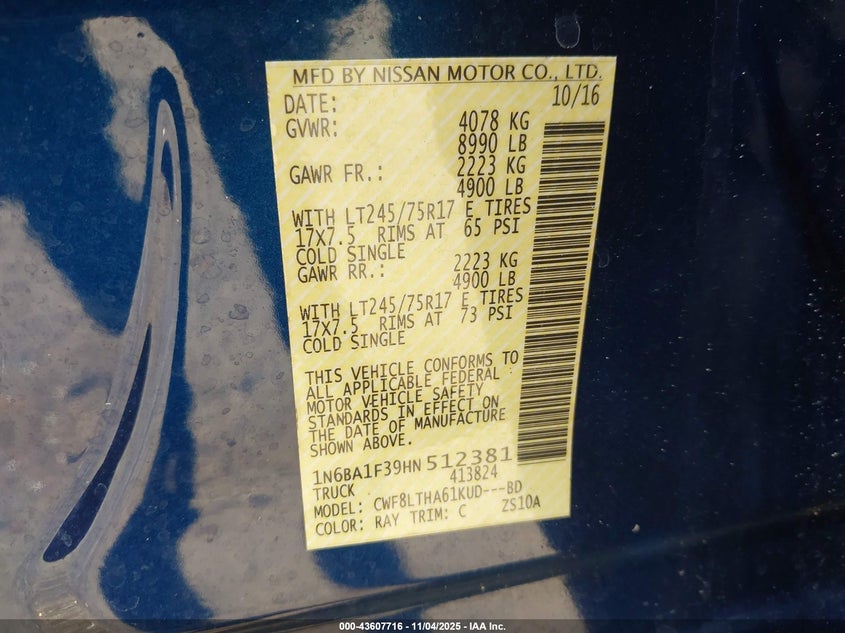 MFD BY NISSAN MOTOR CO., LTD.
DATE: 10/16
GVWR: 4078 KG
8990 LB
GAWR FR.: 2223 KG
4900 LB
WITH LT245/75R17 E TIRES
17X7.5 RIMS AT 65 PSI
COLD SINGLE
GAWR RR.: 2223 KG
4900 LB
WITH LT245/75R17 E TIRES
17X7.5 RIMS AT 73 PSI
COLD SINGLE
THIS VEHICLE CONFORMS TO
ALL APPLICABLE FEDERAL
MOTOR VEHICLE SAFETY
STANDARDS IN EFFECT ON
THE DATE OF MANUFACTURE
SHOWN ABOVE.
1N6BA1F39HN512381
TRUCK 413824
MODEL: CWF8LTHA61KUD---BD
COLOR: RAY TRIM: C ZS10A
000-43607716 - 11/04/2025 - IAA Inc.